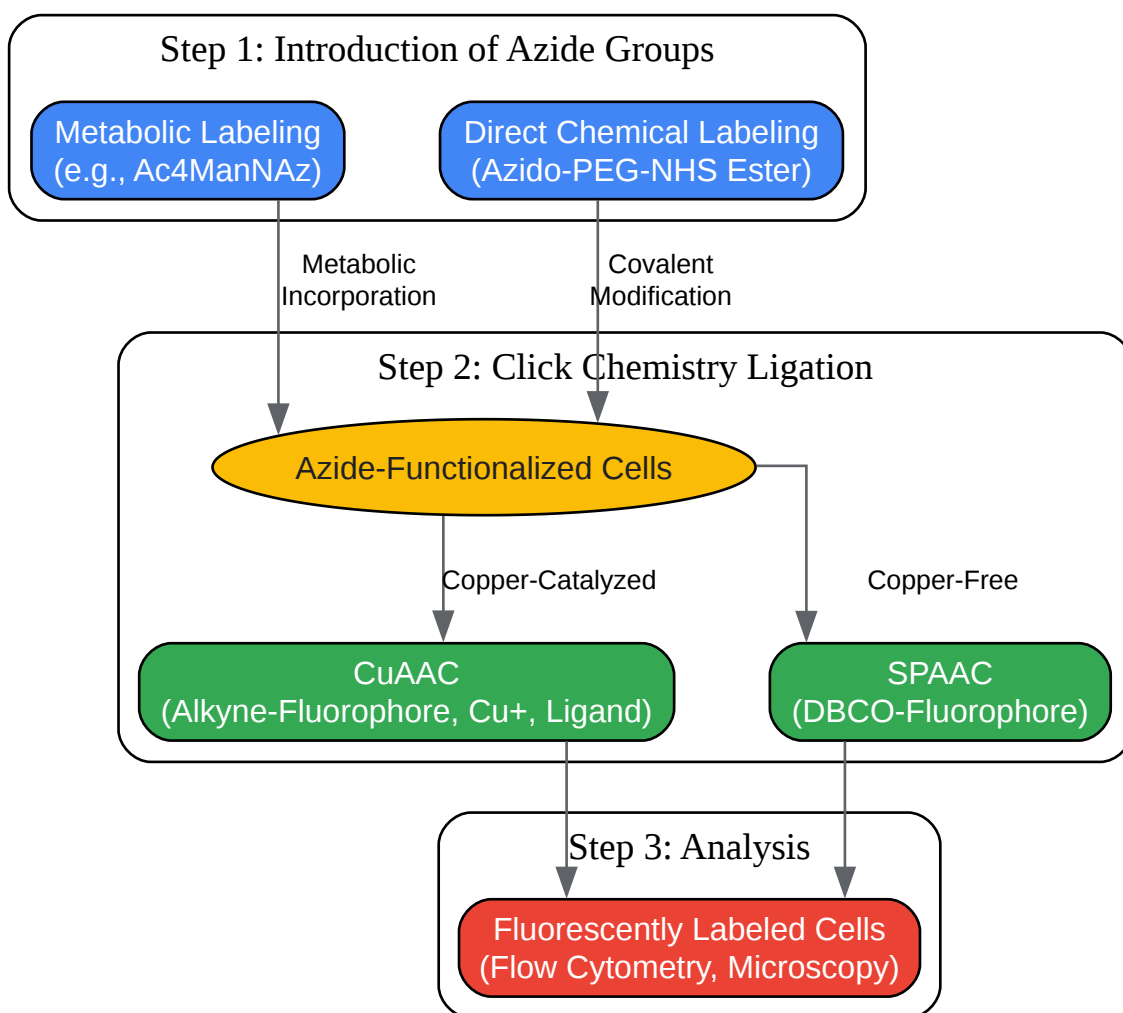 Step 1: Introduction of Azide Groups
Metabolic Labeling
(e.g., Ac4ManNAz)
Direct Chemical Labeling
(Azido-PEG-NHS Ester)
Metabolic
Incorporation
Covalent
Modification
Step 2: Click Chemistry Ligation
Azide-Functionalized Cells
Copper-Catalyzed
Copper-Free
CuAAC
(Alkyne-Fluorophore, Cu+, Ligand)
SPAAC
(DBCO-Fluorophore)
Step 3: Analysis
Fluorescently Labeled Cells
(Flow Cytometry, Microscopy)